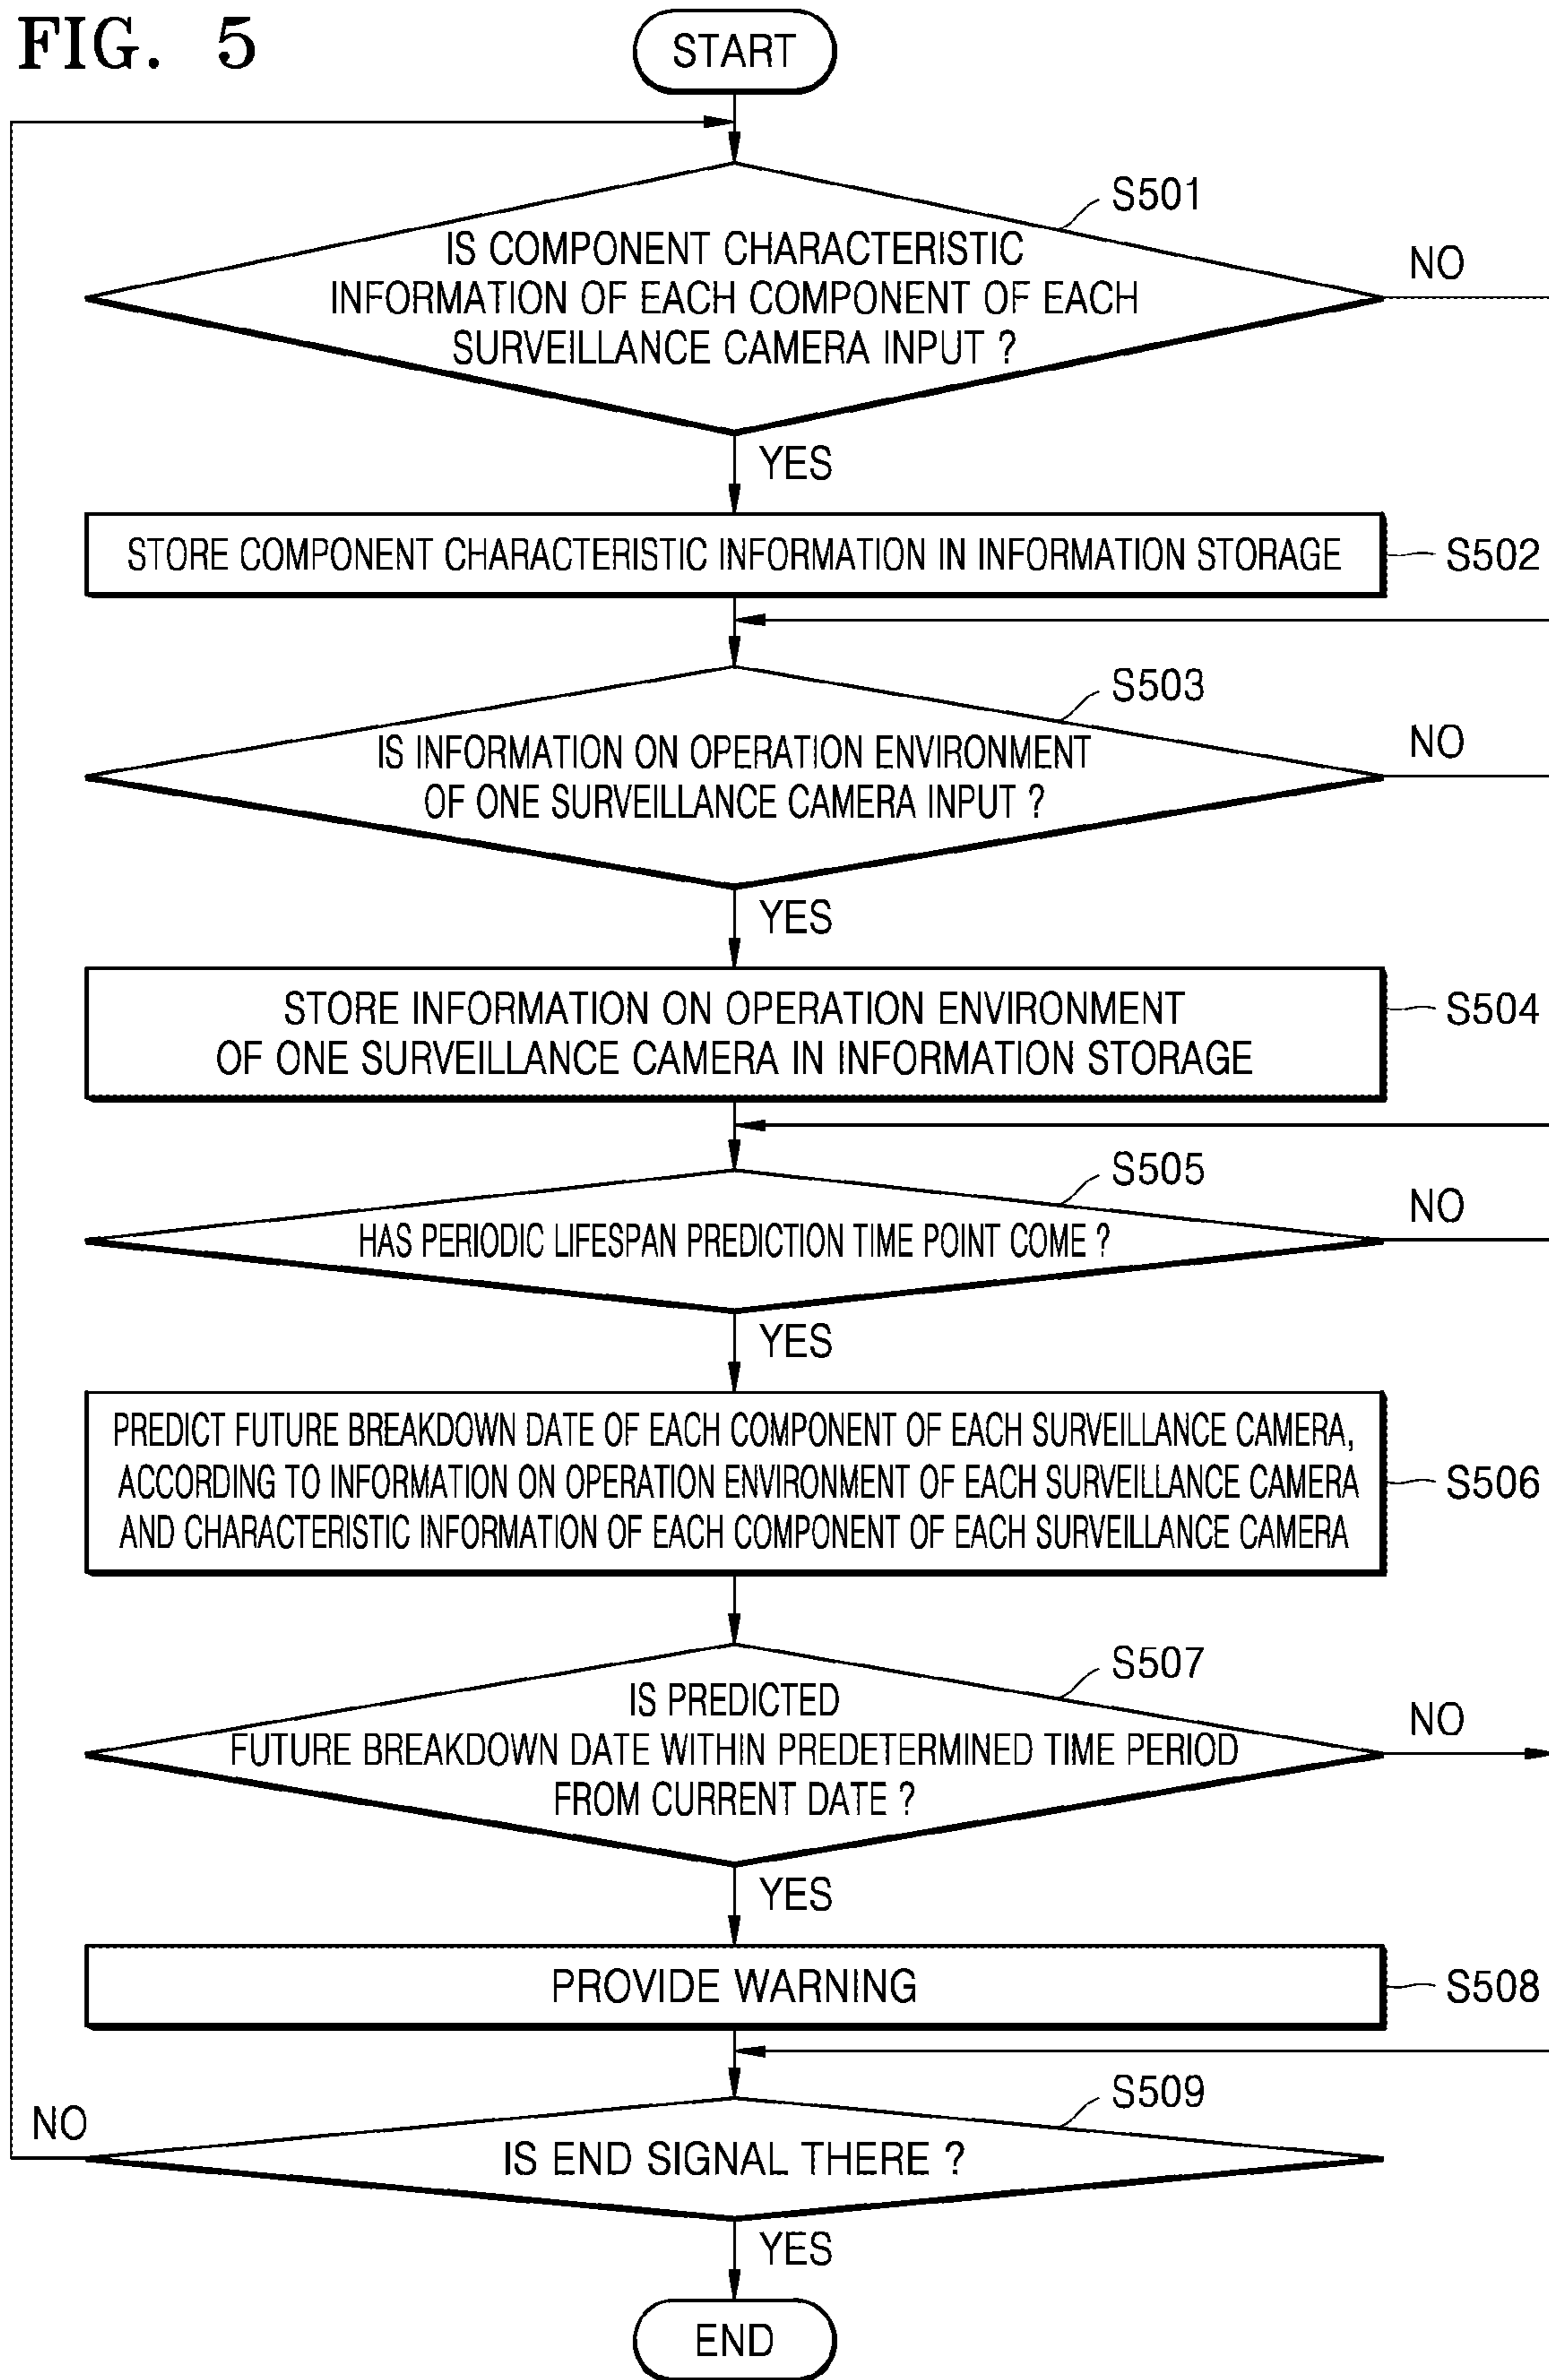 FIG. 5
START
S501
IS COMPONENT CHARACTERISTIC
INFORMATION OF EACH COMPONENT OF EACH
SURVEILLANCE CAMERA INPUT ?
NO
YES
STORE COMPONENT CHARACTERISTIC INFORMATION IN INFORMATION STORAGE
S502
S503
IS INFORMATION ON OPERATION ENVIRONMENT
OF ONE SURVEILLANCE CAMERA INPUT ?
NO
YES
STORE INFORMATION ON OPERATION ENVIRONMENT
OF ONE SURVEILLANCE CAMERA IN INFORMATION STORAGE
S504
S505
HAS PERIODIC LIFESPAN PREDICTION TIME POINT COME ?
NO
YES
PREDICT FUTURE BREAKDOWN DATE OF EACH COMPONENT OF EACH SURVEILLANCE CAMERA,
ACCORDING TO INFORMATION ON OPERATION ENVIRONMENT OF EACH SURVEILLANCE CAMERA
AND CHARACTERISTIC INFORMATION OF EACH COMPONENT OF EACH SURVEILLANCE CAMERA
S506
S507
IS PREDICTED
FUTURE BREAKDOWN DATE WITHIN PREDETERMINED TIME PERIOD
FROM CURRENT DATE ?
NO
YES
PROVIDE WARNING
S508
S509
NO
IS END SIGNAL THERE ?
YES
END